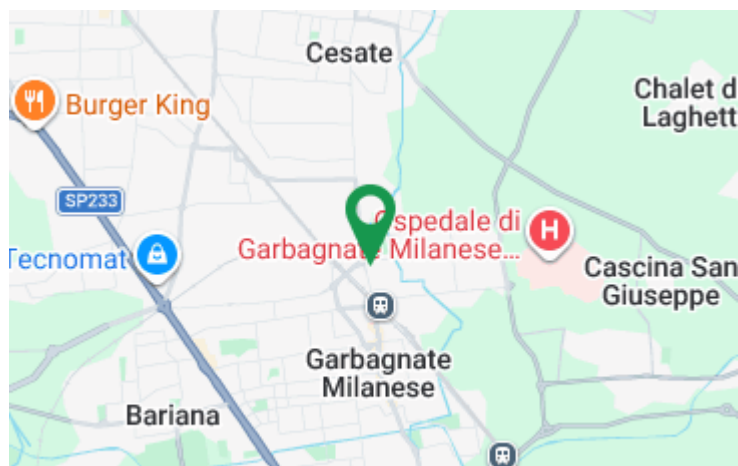 Cesate
Chalet d
Laghett
Burger King
SP233
Ospedale di
Garbagnate Milanese...
Tecnomat
H
Cascina San
Giuseppe
Garbagnate
Milanese
Bariana